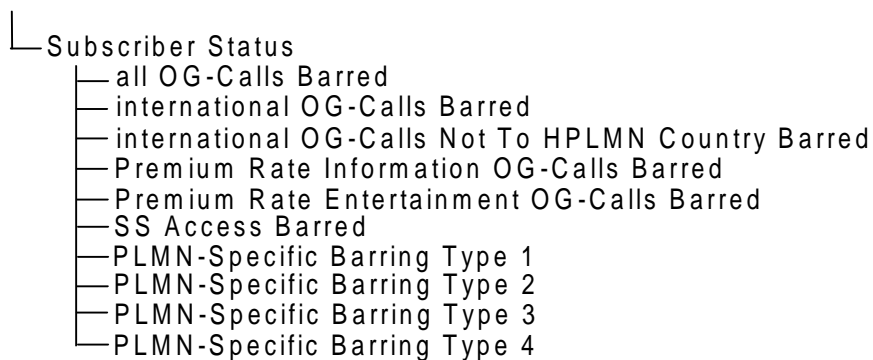 Subscriber Status
all OG-Calls Barred
international OG-Calls Barred
international OG-Calls Not To HPLMN Country Barred
Premium Rate Information OG-Calls Barred
Premium Rate Entertainment OG-Calls Barred
SS Access Barred
PLMN-Specific Barring Type 1
PLMN-Specific Barring Type 2
PLMN-Specific Barring Type 3
PLMN-Specific Barring Type 4